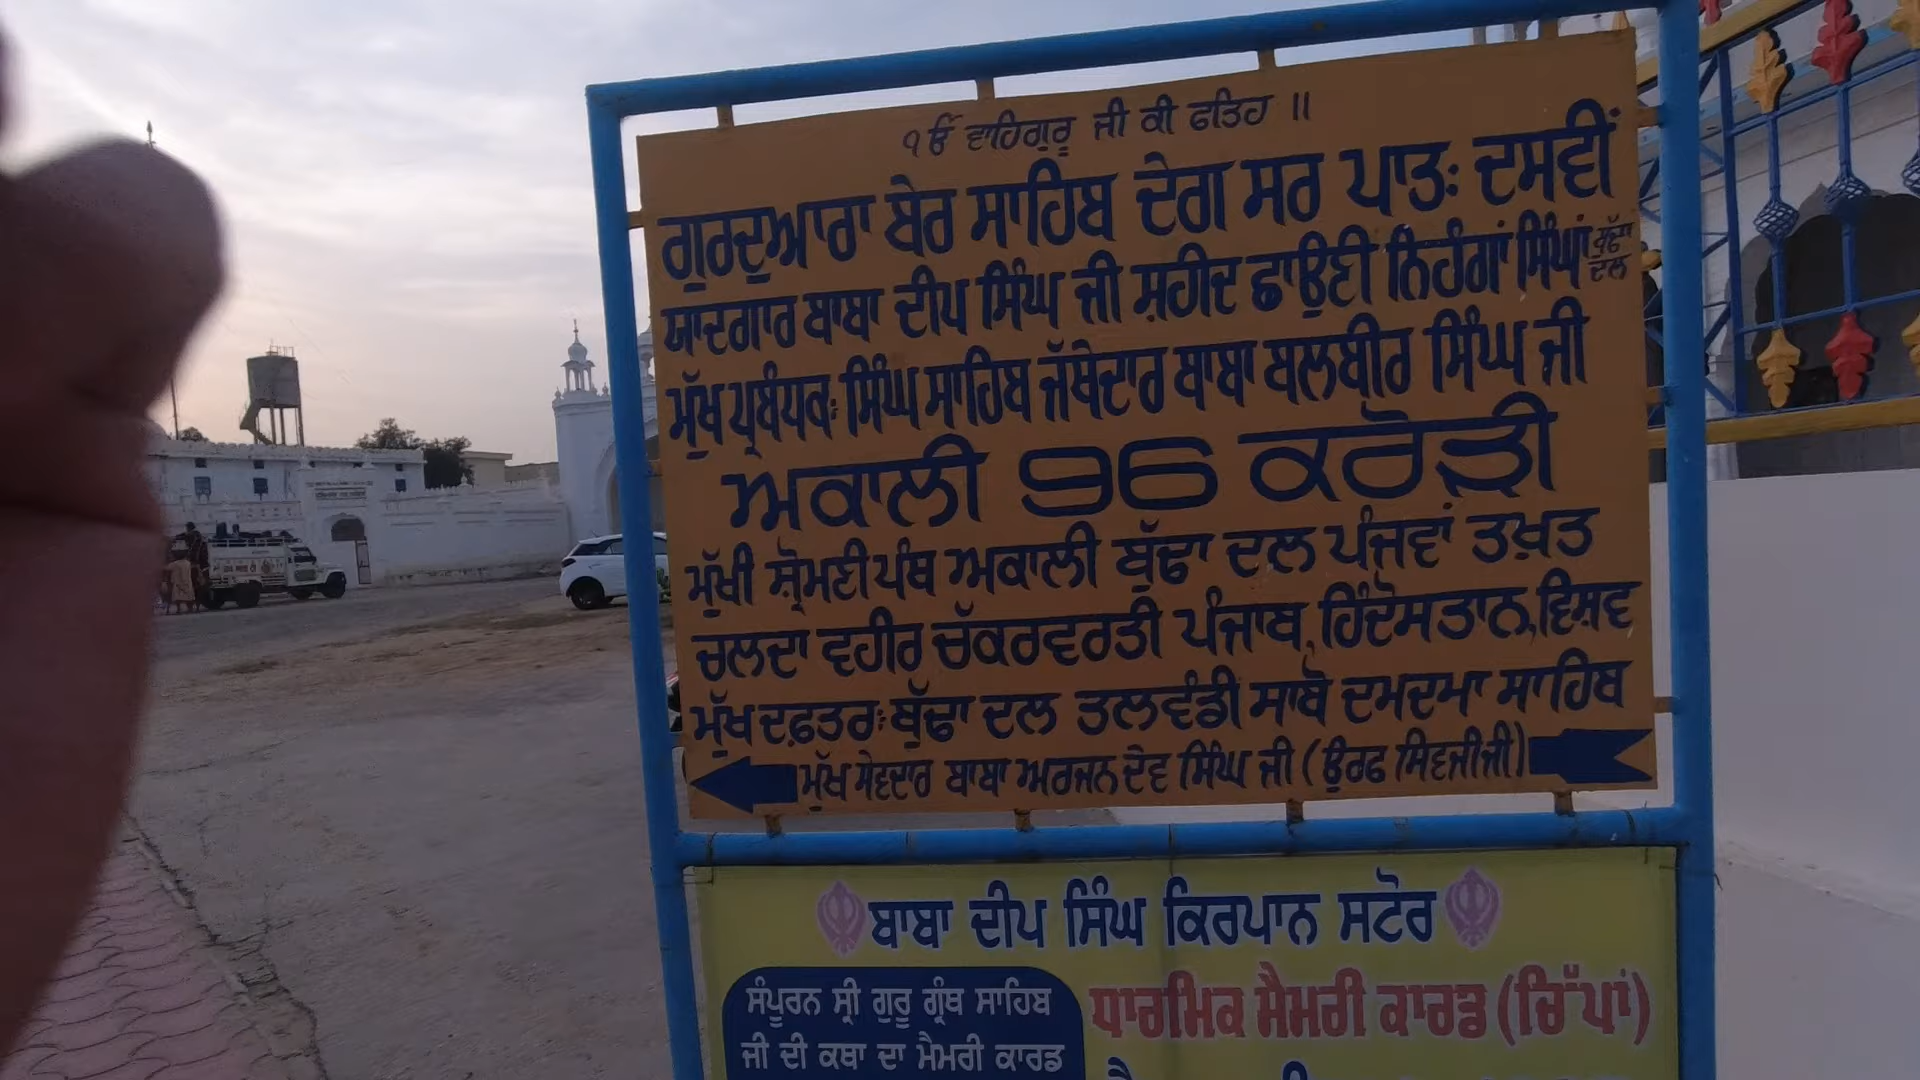 ੴ ਵਾਹਿਗੁਰੂ ਜੀ ਕੀ ਫਤਿਹ ॥
ਗੁਰਦੁਆਰਾ ਬੇਰ ਸਾਹਿਬ ਦੇਗ ਸਰ ਪਾਤ: ਦਸਵੀਂ
ਯਾਦਗਾਰ ਬਾਬਾ ਦੀਪ ਸਿੰਘ ਜੀ ਸ਼ਹੀਦ ਛਾਉਣੀ ਨਿਹੰਗਾਂ ਸਿੰਘਾਂ ਬੁੱਢਾ ਦਲ
ਮੁੱਖ ਪ੍ਰਬੰਧਕ: ਸਿੰਘ ਸਾਹਿਬ ਜੱਥੇਦਾਰ ਬਾਬਾ ਬਲਬੀਰ ਸਿੰਘ ਜੀ
ਅਕਾਲੀ 96 ਕਰੋੜੀ
ਮੁੱਖੀ ਸ਼੍ਰੋਮਣੀ ਪੰਥ ਅਕਾਲੀ ਬੁੱਢਾ ਦਲ ਪੰਜਵਾਂ ਤਖ਼ਤ
ਚਲਦਾ ਵਹੀਰ ਚੱਕਰਵਰਤੀ ਪੰਜਾਬ, ਹਿੰਦੋਸਤਾਨ, ਵਿਸ਼ਵ
ਮੁੱਖ ਦਫ਼ਤਰ: ਬੁੱਢਾ ਦਲ ਤਲਵੰਡੀ ਸਾਬੋ ਦਮਦਮਾ ਸਾਹਿਬ
ਮੁੱਖ ਸੇਵਦਾਰ ਬਾਬਾ ਅਰਜਨ ਦੇਵ ਸਿੰਘ ਜੀ (ਉਰਫ ਸਿਵਜੀਜੀ)
ਬਾਬਾ ਦੀਪ ਸਿੰਘ ਕਿਰਪਾਨ ਸਟੋਰ
ਸੰਪੂਰਨ ਸ੍ਰੀ ਗੁਰੂ ਗ੍ਰੰਥ ਸਾਹਿਬ
ਜੀ ਦੀ ਕਥਾ ਦਾ ਮੈਮਰੀ ਕਾਰਡ
ਧਾਰਮਿਕ ਮੈਮਰੀ ਕਾਰਡ (ਚਿੱਪਾਂ)